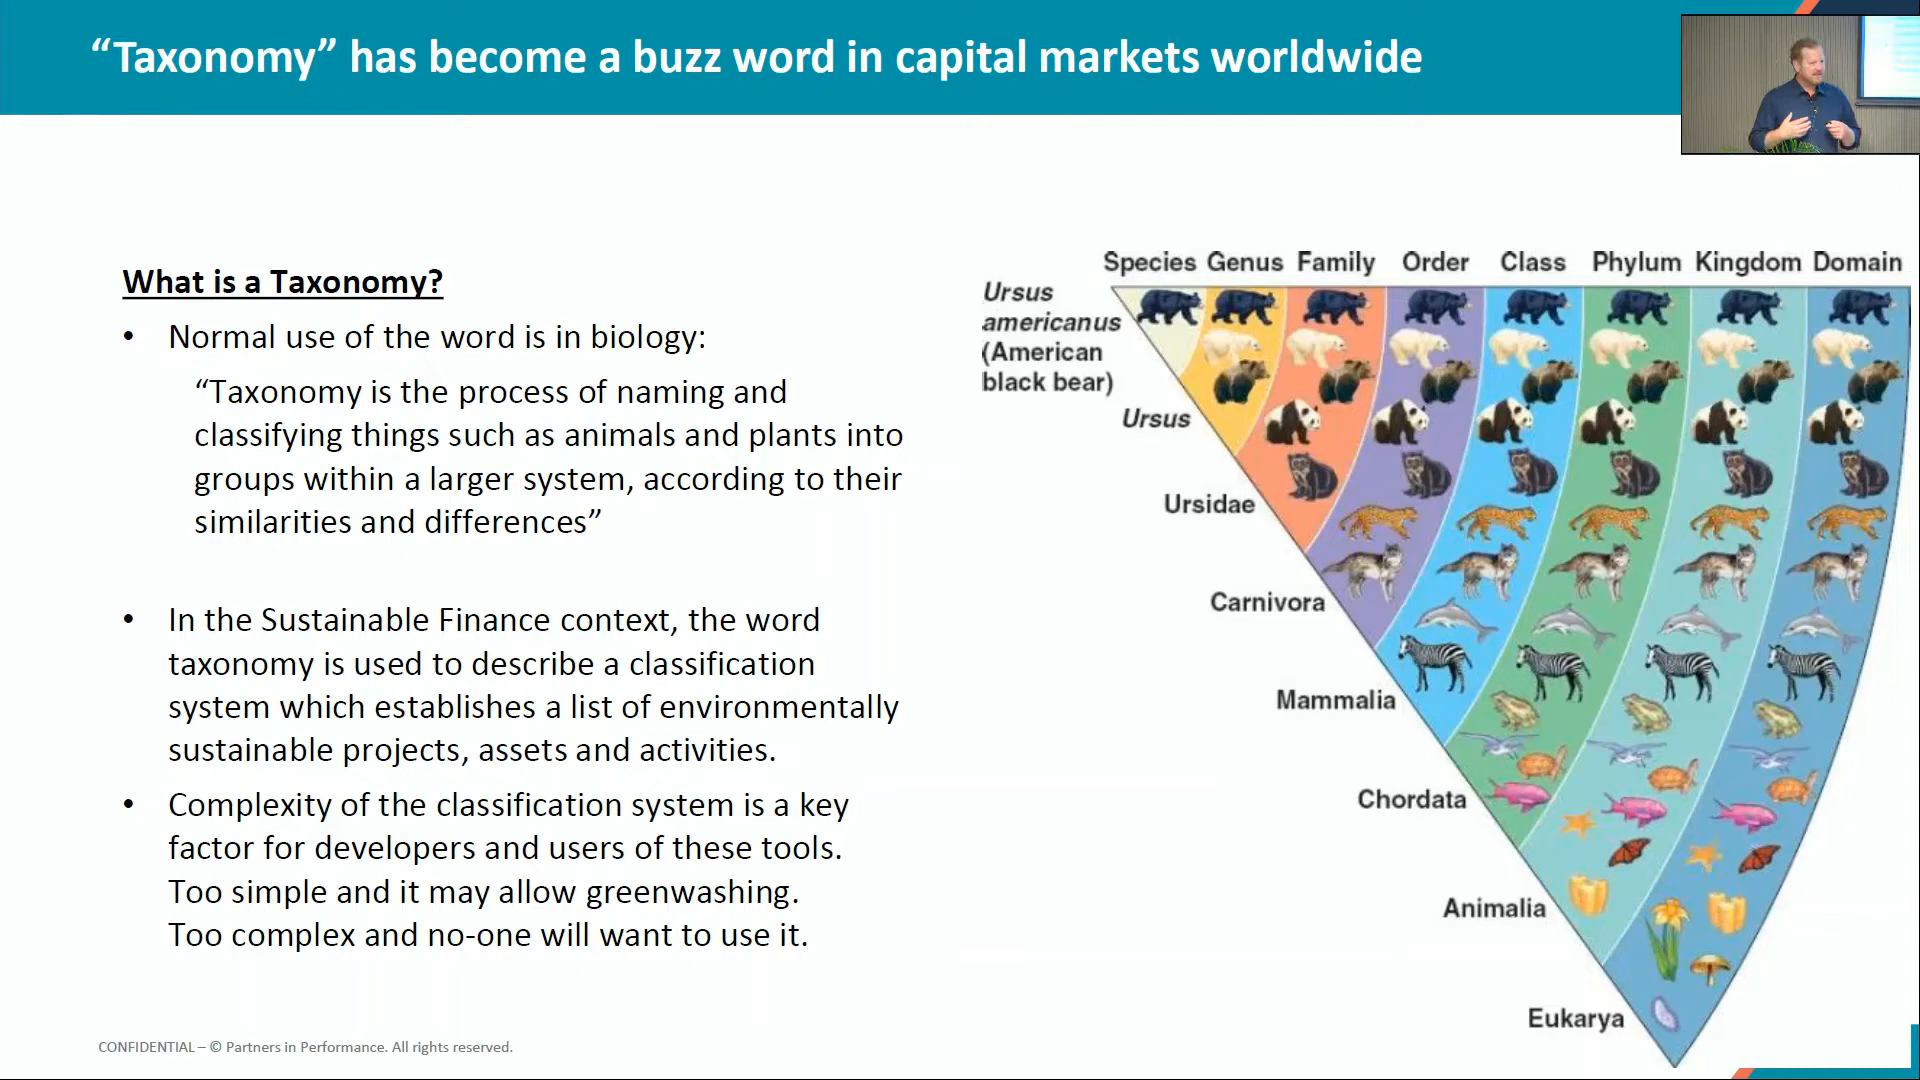 “Taxonomy” has become a buzz word in capital markets worldwide
What is a Taxonomy?
• Normal use of the word is in biology:
“Taxonomy is the process of naming and
classifying things such as animals and plants into
groups within a larger system, according to their
similarities and differences”
• In the Sustainable Finance context, the word
taxonomy is used to describe a classification
system which establishes a list of environmentally
sustainable projects, assets and activities.
• Complexity of the classification system is a key
factor for developers and users of these tools.
Too simple and it may allow greenwashing.
Too complex and no-one will want to use it.
Species Genus Family Order Class Phylum Kingdom Domain
Ursus
americanus
(American
black bear)
Ursus
Ursidae
Carnivora
Mammalia
Chordata
Animalia
Eukarya
CONFIDENTIAL – © Partners in Performance. All rights reserved.